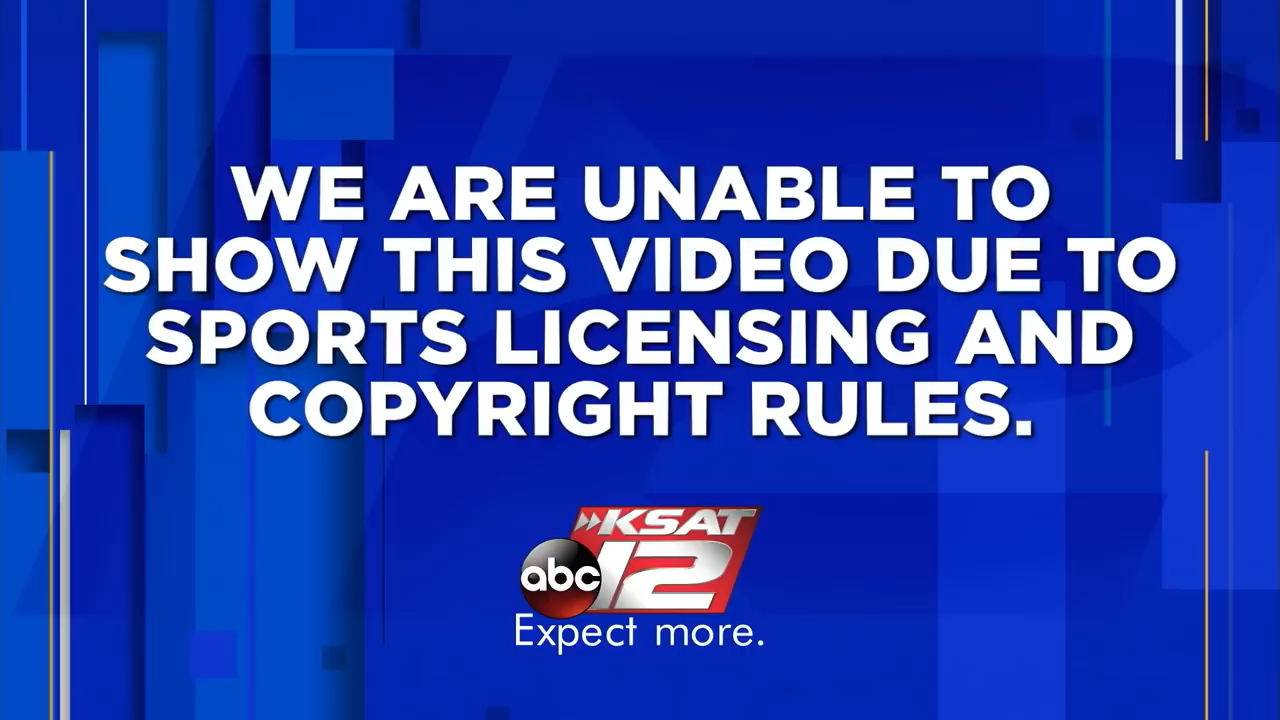 WE ARE UNABLE TO
SHOW THIS VIDEO DUE TO
SPORTS LICENSING AND
COPYRIGHT RULES.
KSAT
abc 12
Expect more.